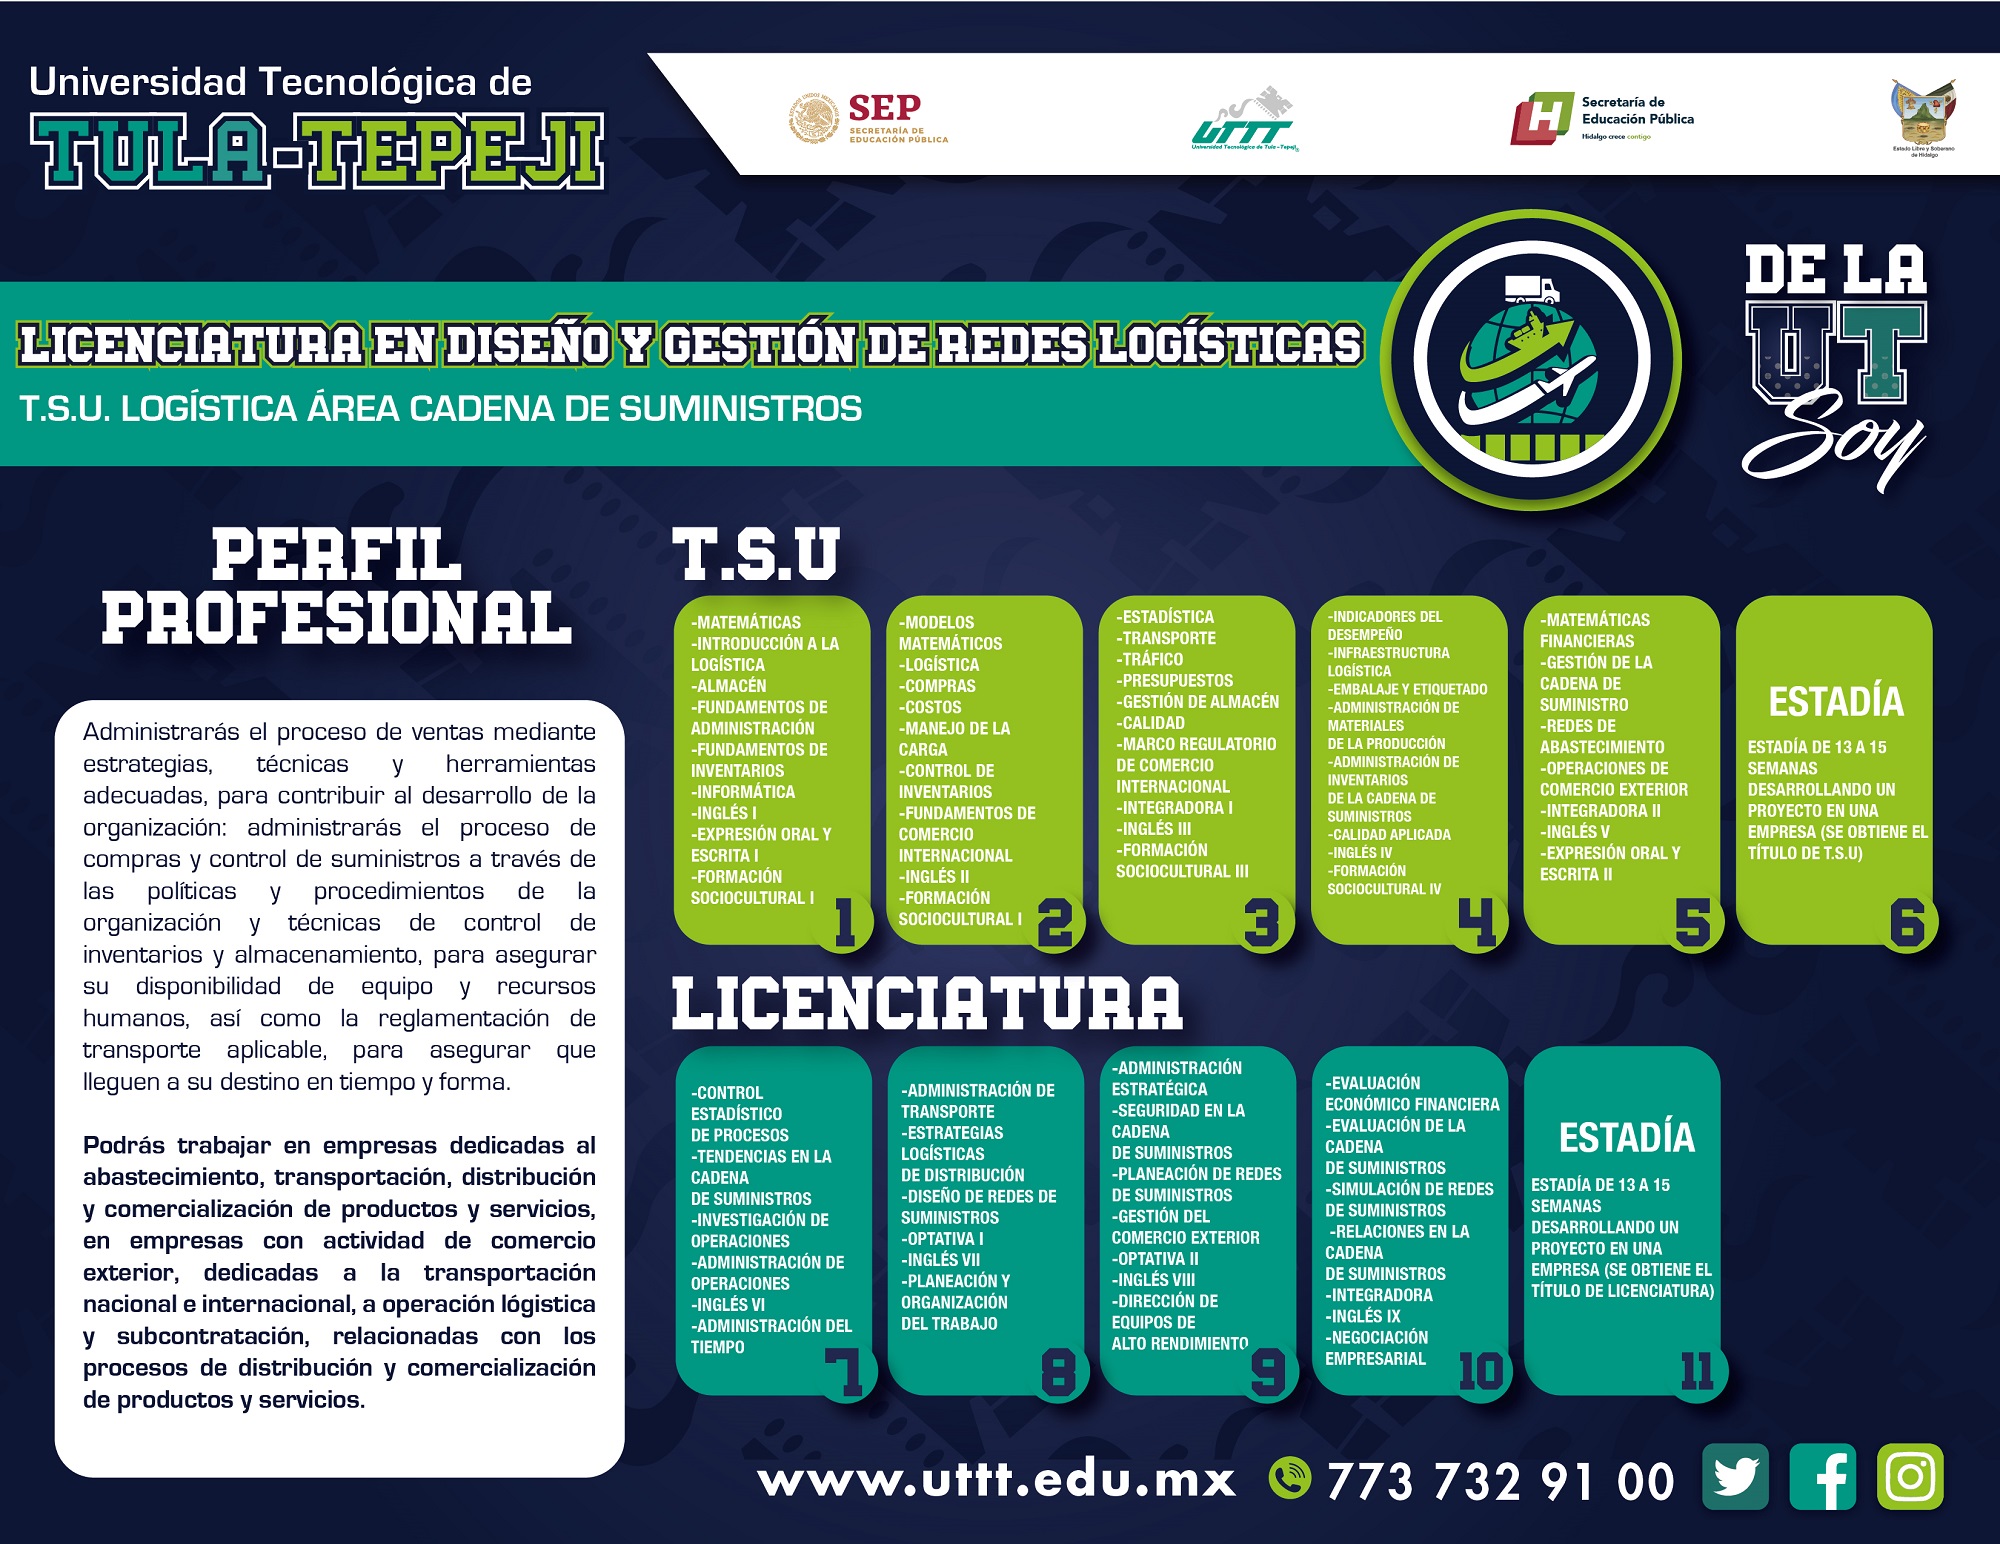 Universidad Tecnológica de
TULA-TEPEJI
SEP
SECRETARÍA DE
EDUCACIÓN PÚBLICA
UTTT
Universidad Tecnológica de Tula-Tepeji
H
Secretaría de
Educación Pública
Hidalgo crece contigo
Estado Libre y Soberano
de Hidalgo
LICENCIATURA EN DISEÑO Y GESTIÓN DE REDES LOGÍSTICAS
T.S.U. LOGÍSTICA ÁREA CADENA DE SUMINISTROS
DE LA
UT
Soy
PERFIL
PROFESIONAL
Administrarás el proceso de ventas mediante
estrategias, técnicas y herramientas
adecuadas, para contribuir al desarrollo de la
organización: administrarás el proceso de
compras y control de suministros a través de
las políticas y procedimientos de la
organización y técnicas de control de
inventarios y almacenamiento, para asegurar
su disponibilidad de equipo y recursos
humanos, así como la reglamentación de
transporte aplicable, para asegurar que
lleguen a su destino en tiempo y forma.
Podrás trabajar en empresas dedicadas al
abastecimiento, transportación, distribución
y comercialización de productos y servicios,
en empresas con actividad de comercio
exterior, dedicadas a la transportación
nacional e internacional, a operación lógistica
y subcontratación, relacionadas con los
procesos de distribución y comercialización
de productos y servicios.
T.S.U
-MATEMÁTICAS
-INTRODUCCIÓN A LA
LOGÍSTICA
-ALMACÉN
-FUNDAMENTOS DE
ADMINISTRACIÓN
-FUNDAMENTOS DE
INVENTARIOS
-INFORMÁTICA
-INGLÉS I
-EXPRESIÓN ORAL Y
ESCRITA I
-FORMACIÓN
SOCIOCULTURAL I
1
-MODELOS
MATEMÁTICOS
-LOGÍSTICA
-COMPRAS
-COSTOS
-MANEJO DE LA
CARGA
-CONTROL DE
INVENTARIOS
-FUNDAMENTOS DE
COMERCIO
INTERNACIONAL
-INGLÉS II
-FORMACIÓN
SOCIOCULTURAL I
2
-ESTADÍSTICA
-TRANSPORTE
-TRÁFICO
-PRESUPUESTOS
-GESTIÓN DE ALMACÉN
-CALIDAD
-MARCO REGULATORIO
DE COMERCIO
INTERNACIONAL
-INTEGRADORA I
-INGLÉS III
-FORMACIÓN
SOCIOCULTURAL III
3
-INDICADORES DEL
DESEMPEÑO
-INFRAESTRUCTURA
LOGÍSTICA
-EMBALAJE Y ETIQUETADO
-ADMINISTRACIÓN DE
MATERIALES
DE LA PRODUCCIÓN
-ADMINISTRACIÓN DE
INVENTARIOS
DE LA CADENA DE
SUMINISTROS
-CALIDAD APLICADA
-INGLÉS IV
-FORMACIÓN
SOCIOCULTURAL IV
4
-MATEMÁTICAS
FINANCIERAS
-GESTIÓN DE LA
CADENA DE
SUMINISTRO
-REDES DE
ABASTECIMIENTO
-OPERACIONES DE
COMERCIO EXTERIOR
-INTEGRADORA II
-INGLÉS V
-EXPRESIÓN ORAL Y
ESCRITA II
5
ESTADÍA
ESTADÍA DE 13 A 15
SEMANAS
DESARROLLANDO UN
PROYECTO EN UNA
EMPRESA (SE OBTIENE EL
TÍTULO DE T.S.U)
6
LICENCIATURA
-CONTROL
ESTADÍSTICO
DE PROCESOS
-TENDENCIAS EN LA
CADENA
DE SUMINISTROS
-INVESTIGACIÓN DE
OPERACIONES
-ADMINISTRACIÓN DE
OPERACIONES
-INGLÉS VI
-ADMINISTRACIÓN DEL
TIEMPO
7
-ADMINISTRACIÓN DE
TRANSPORTE
-ESTRATEGIAS
LOGÍSTICAS
DE DISTRIBUCIÓN
-DISEÑO DE REDES DE
SUMINISTROS
-OPTATIVA I
-INGLÉS VII
-PLANEACIÓN Y
ORGANIZACIÓN
DEL TRABAJO
8
-ADMINISTRACIÓN
ESTRATÉGICA
-SEGURIDAD EN LA
CADENA
DE SUMINISTROS
-PLANEACIÓN DE REDES
DE SUMINISTROS
-GESTIÓN DEL
COMERCIO EXTERIOR
-OPTATIVA II
-INGLÉS VIII
-DIRECCIÓN DE
EQUIPOS DE
ALTO RENDIMIENTO
9
-EVALUACIÓN
ECONÓMICO FINANCIERA
-EVALUACIÓN DE LA
CADENA
DE SUMINISTROS
-SIMULACIÓN DE REDES
DE SUMINISTROS
-RELACIONES EN LA
CADENA
DE SUMINISTROS
-INTEGRADORA
-INGLÉS IX
-NEGOCIACIÓN
EMPRESARIAL
10
ESTADÍA
ESTADÍA DE 13 A 15
SEMANAS
DESARROLLANDO UN
PROYECTO EN UNA
EMPRESA (SE OBTIENE EL
TÍTULO DE LICENCIATURA)
11
www.uttt.edu.mx
773 732 91 00